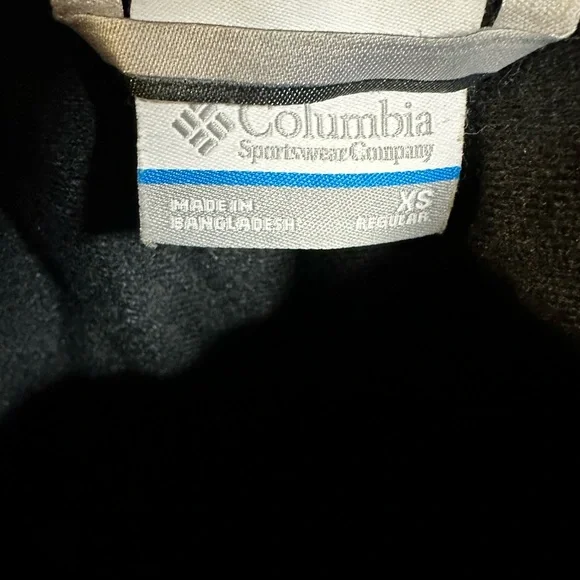 Columbia
Sportswear Company
XS
MADE IN
BANGLADESH
REGULAR